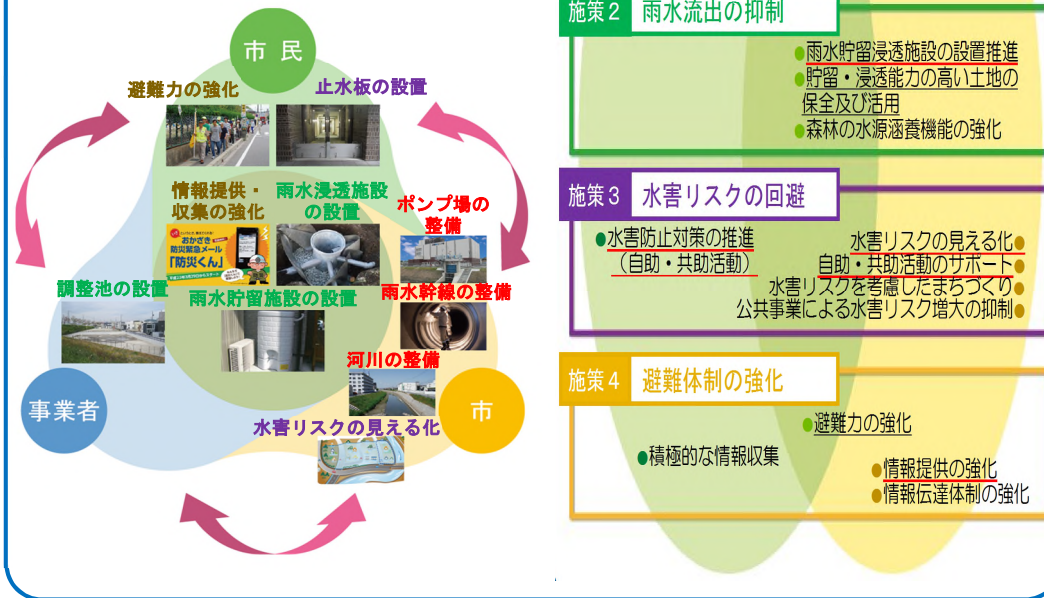 市民
避難力の強化
止水板の設置
情報提供・
収集の強化
雨水浸透施設
の設置
ポンプ場の
整備
おかざき
防災緊急メール
「防災くん」
調整池の設置
雨水貯留施設の設置
雨水幹線の整備
河川の整備
事業者
市
水害リスクの見える化
施策2 雨水流出の抑制
●雨水貯留浸透施設の設置推進
●貯留・浸透能力の高い土地の
保全及び活用
●森林の水源涵養機能の強化
施策3 水害リスクの回避
●水害防止対策の推進
（自助・共助活動）
水害リスクの見える化●
自助・共助活動のサポート●
水害リスクを考慮したまちづくり●
公共事業による水害リスク増大の抑制●
施策4 避難体制の強化
●避難力の強化
●積極的な情報収集
●情報提供の強化
●情報伝達体制の強化